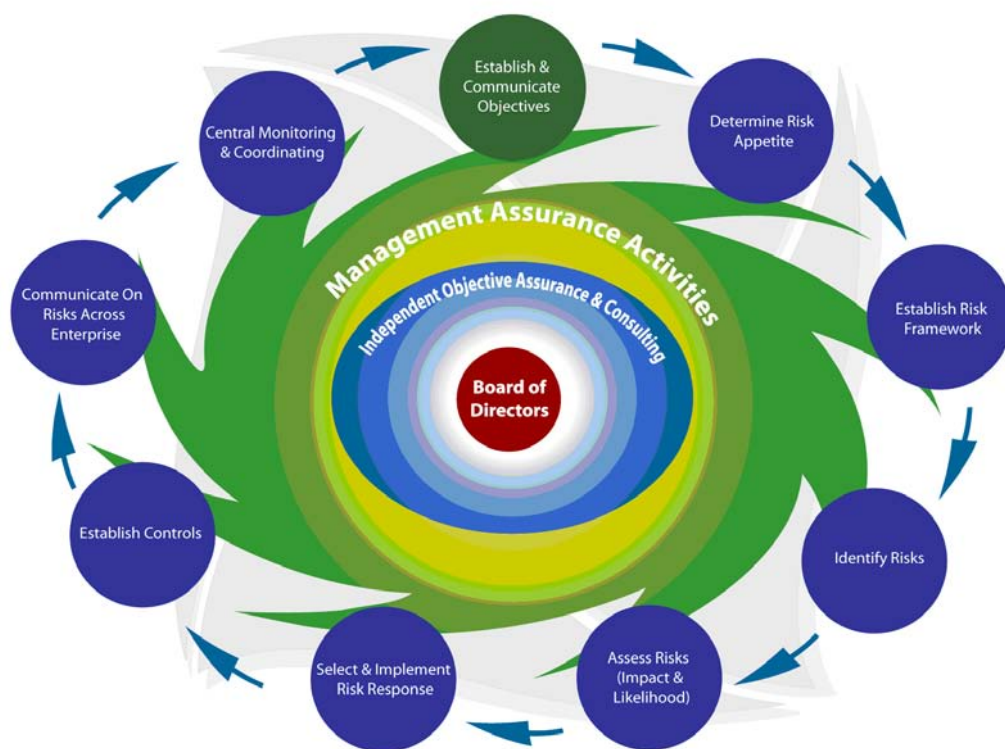 Establish &
Communicate
Objectives
Determine Risk
Appetite
Establish Risk
Framework
Identify Risks
Assess Risks
(Impact &
Likelihood)
Select & Implement
Risk Response
Establish Controls
Communicate On
Risks Across
Enterprise
Central Monitoring
& Coordinating
Management Assurance Activities
Independent Objective Assurance & Consulting
Board of
Directors